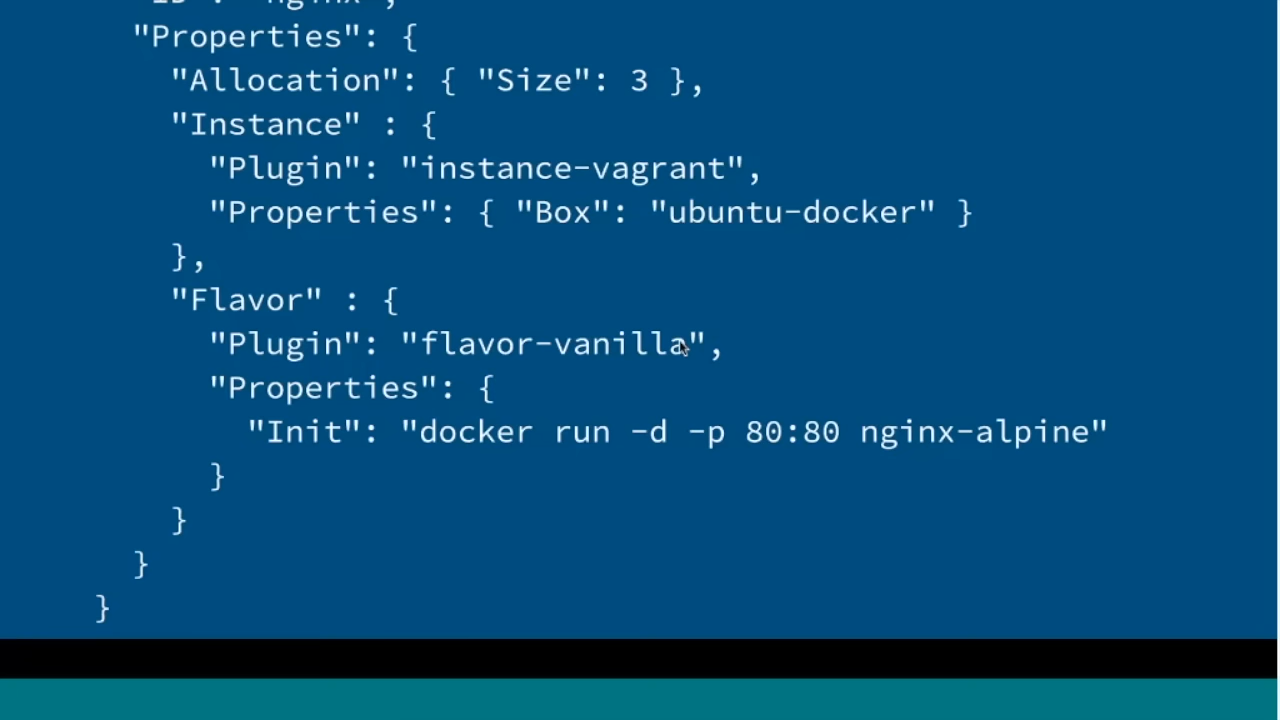 "Properties": {
"Allocation": { "Size": 3 },
"Instance" : {
"Plugin": "instance-vagrant",
"Properties": { "Box": "ubuntu-docker" }
},
"Flavor" : {
"Plugin": "flavor-vanilla",
"Properties": {
"Init": "docker run -d -p 80:80 nginx-alpine"
}
}
}
}